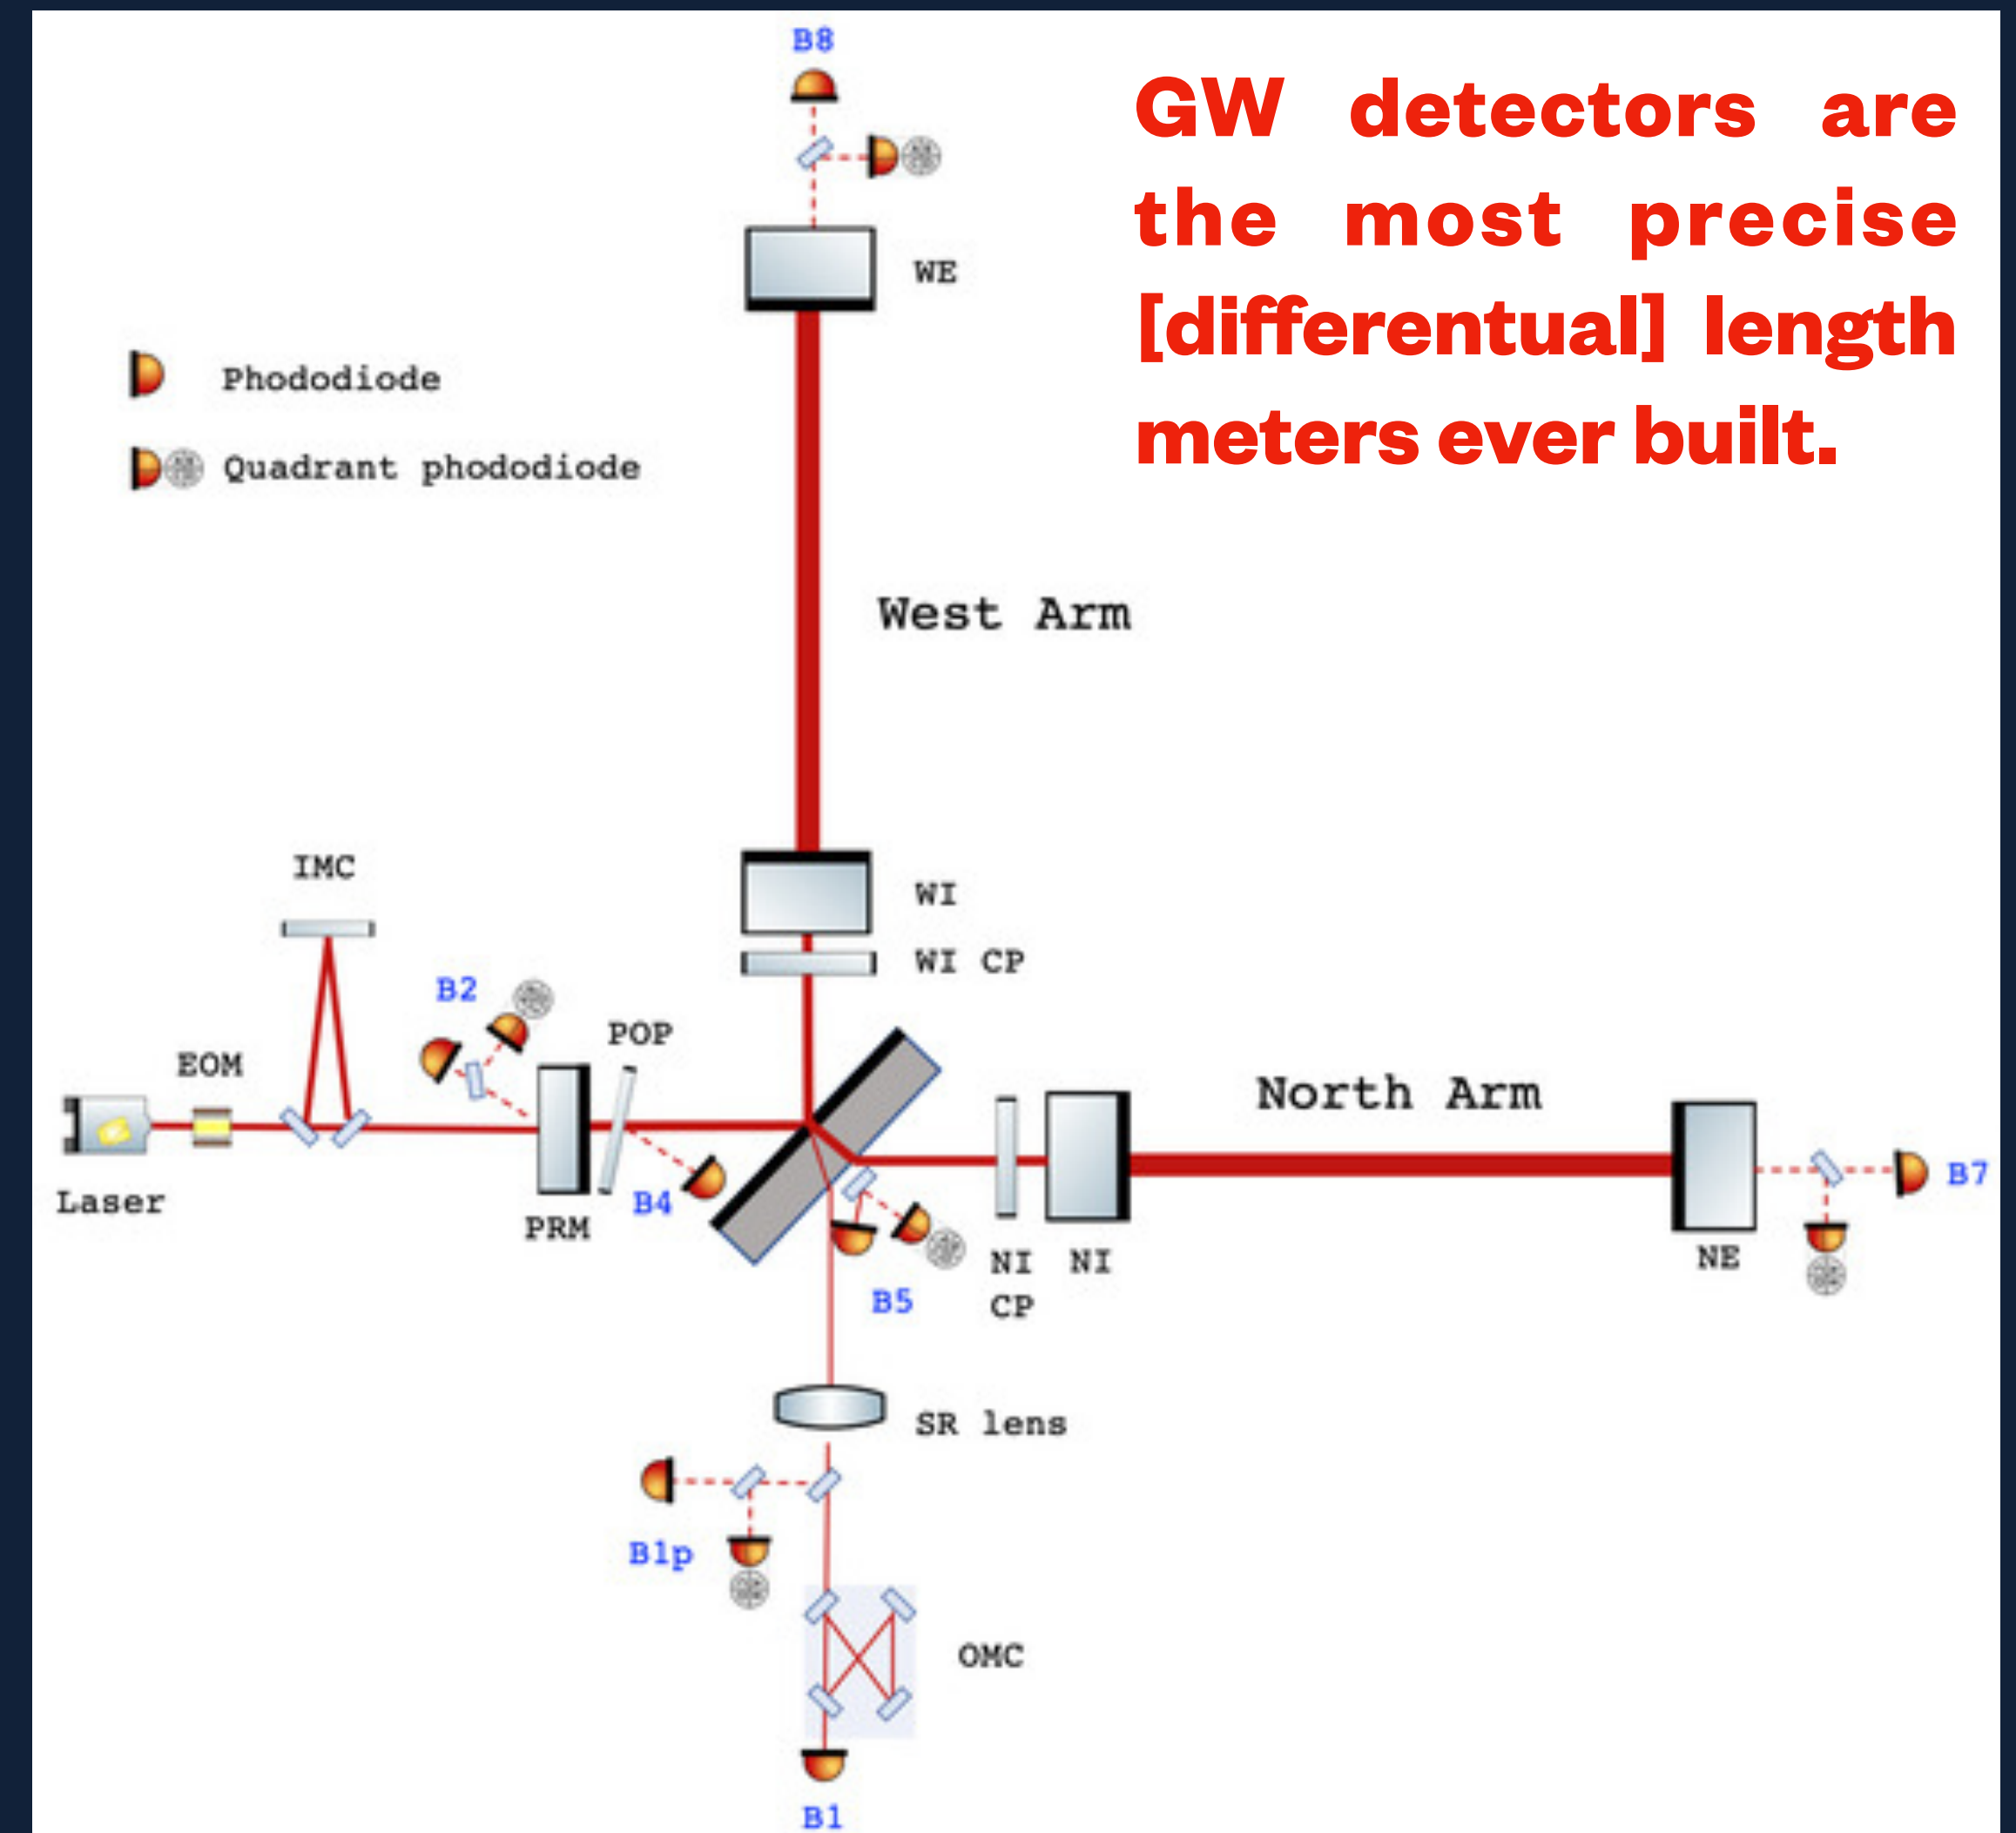 B8
GW detectors are
the most precise
[differentual] length
meters ever built.
WE
Phododiode
Quadrant phododiode
West Arm
IMC
WI
WI CP
B2
POP
EOM
North Arm
Laser
B4
PRM
B7
NI NI
CP
NE
B5
SR lens
B1p
OMC
B1